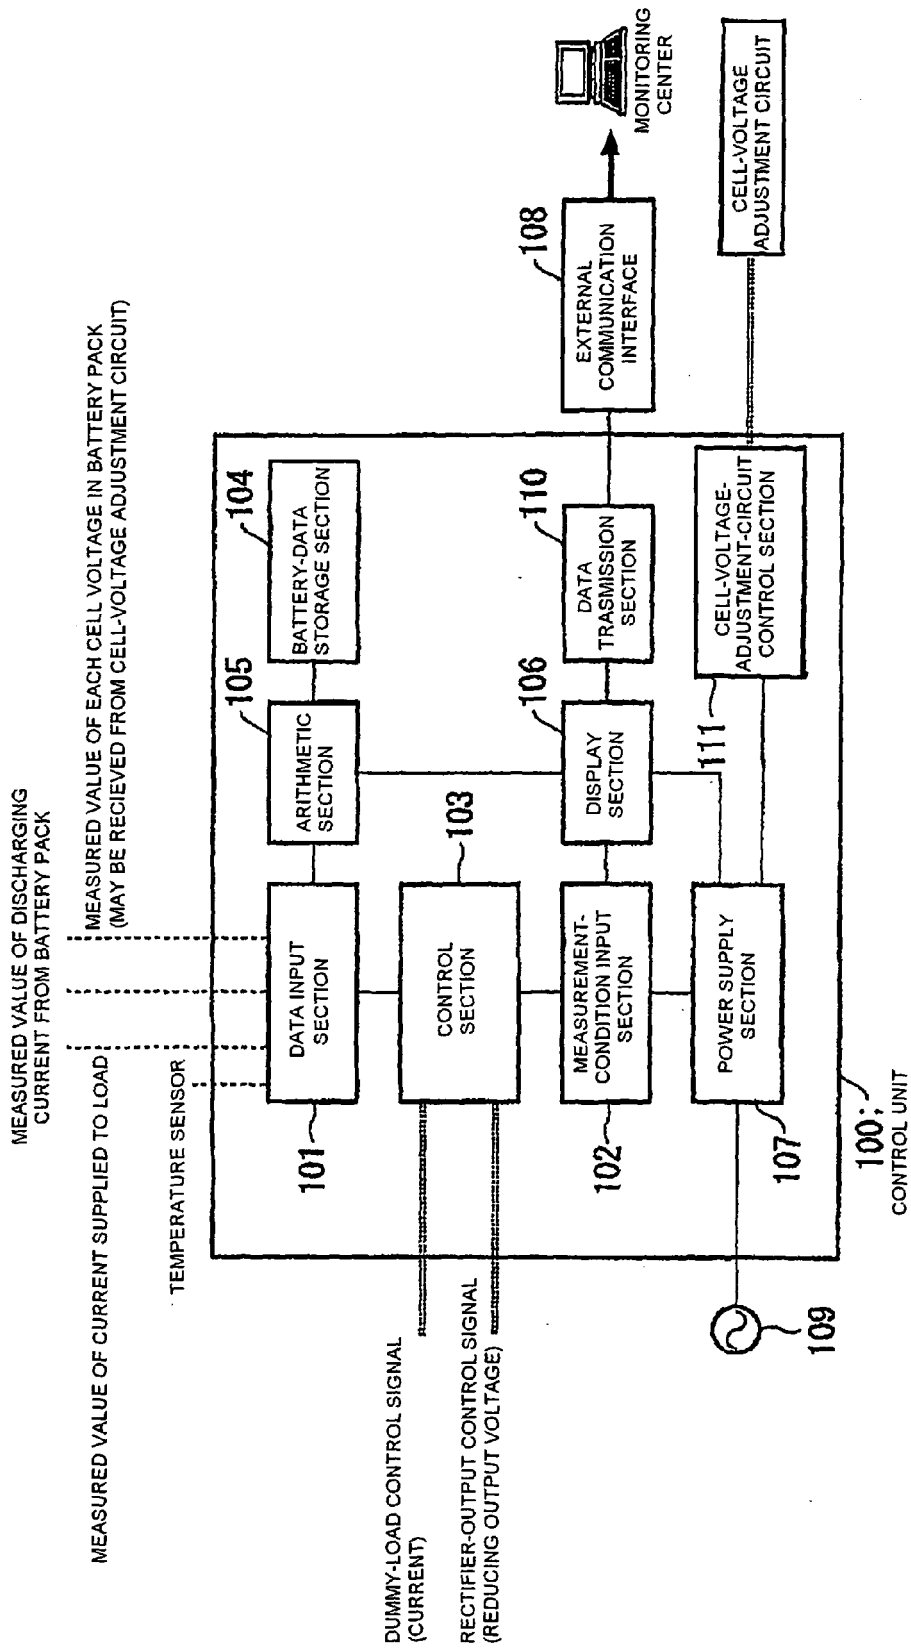 MEASURED VALUE OF DISCHARGING
CURRENT FROM BATTERY PACK
MEASURED VALUE OF EACH CELL VOLTAGE IN BATTERY PACK
(MAY BE RECIEVED FROM CELL-VOLTAGE ADJUSTMENT CIRCUIT)
MEASURED VALUE OF CURRENT SUPPLIED TO LOAD
TEMPERATURE SENSOR
101
DATA INPUT
SECTION
105
ARITHMETIC
SECTION
104
BATTERY-DATA
STORAGE SECTION
DUMMY-LOAD CONTROL SIGNAL
(CURRENT)
RECTIFIER-OUTPUT CONTROL SIGNAL
(REDUCING OUTPUT VOLTAGE)
CONTROL
SECTION
103
102
MEASUREMENT-
CONDITION INPUT
SECTION
106
DISPLAY
SECTION
110
DATA
TRASMISSION
SECTION
108
EXTERNAL
COMMUNICATION
INTERFACE
MONITORING
CENTER
109
107
POWER SUPPLY
SECTION
111
CELL-VOLTAGE-
ADJUSTMENT-CIRCUIT
CONTROL SECTION
CELL-VOLTAGE
ADJUSTMENT CIRCUIT
100;
CONTROL UNIT